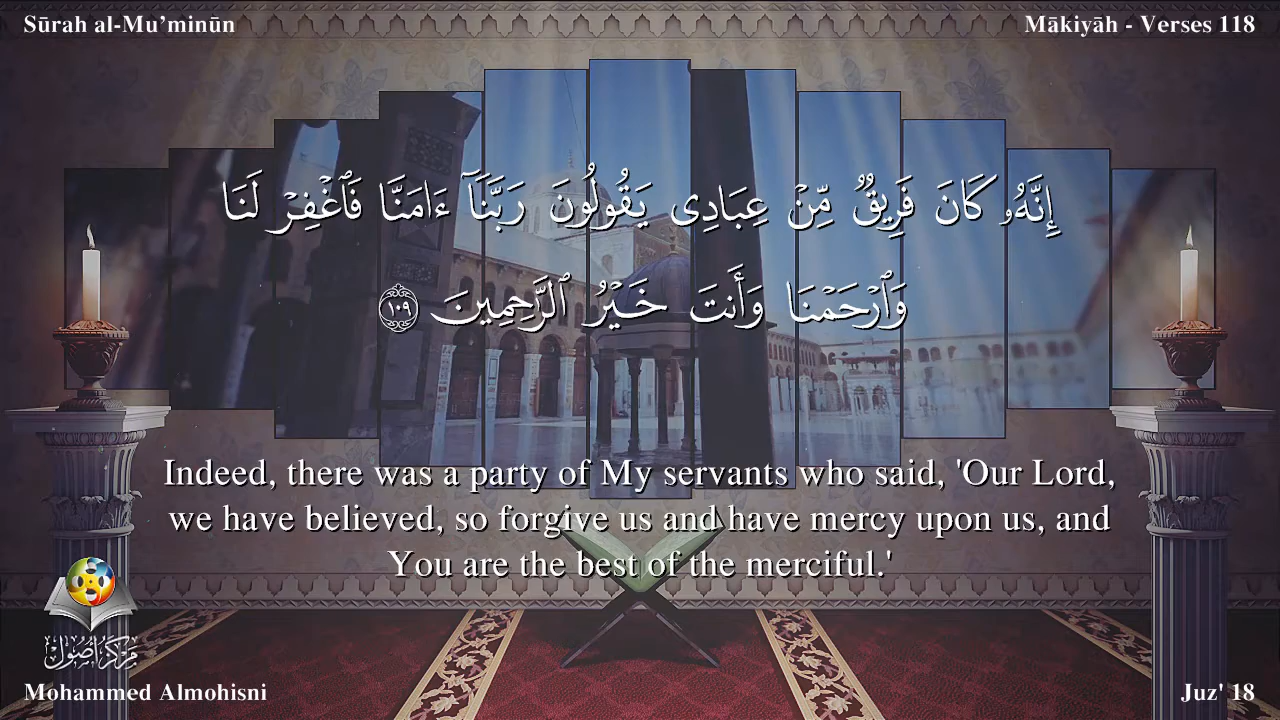 Sūrah al-Mu’minūn
Mākiyāh - Verses 118
إِنَّهُۥ كَانَ فَرِيقٌۭ مِّنْ عِبَادِى يَقُولُونَ رَبَّنَآ ءَامَنَّا فَٱغْفِرْ لَنَا
وَٱرْحَمْنَا وَأَنتَ خَيْرُ ٱلرَّٰحِمِينَ ١٠٩
Indeed, there was a party of My servants who said, 'Our Lord,
we have believed, so forgive us and have mercy upon us, and
You are the best of the merciful.'
مركز أصول
Mohammed Almohisni
Juz' 18